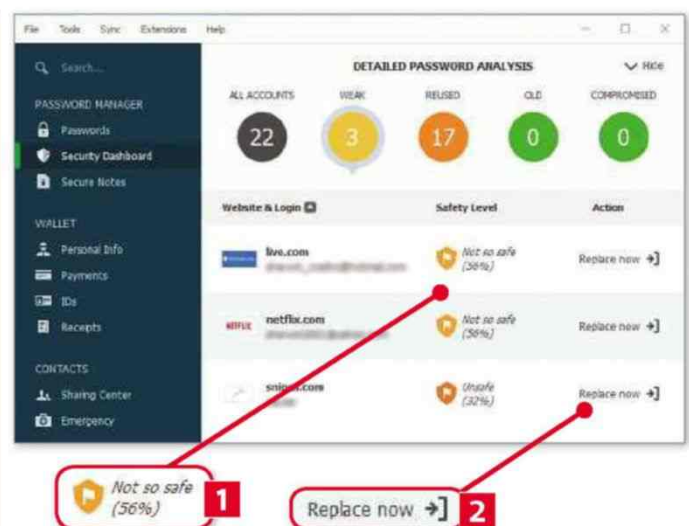 File Tools Sync Extensions Help
Search...
DETAILED PASSWORD ANALYSIS
Hide
PASSWORD MANAGER
Passwords
Security Dashboard
Secure Notes
WALLET
Personal Info
Payments
IDs
Receipts
CONTACTS
Sharing Center
Emergency
ALL ACCOUNTS WEAK REUSED OLD COMPROMISED
22 3 17 0 0
Website & Login Safety Level Action
live.com
Not so safe
(56%)
Replace now
NETFLIX
netflix.com
Not so safe
(56%)
Replace now
Unsafe
(32%)
Replace now
Not so safe
(56%)
1
Replace now
2